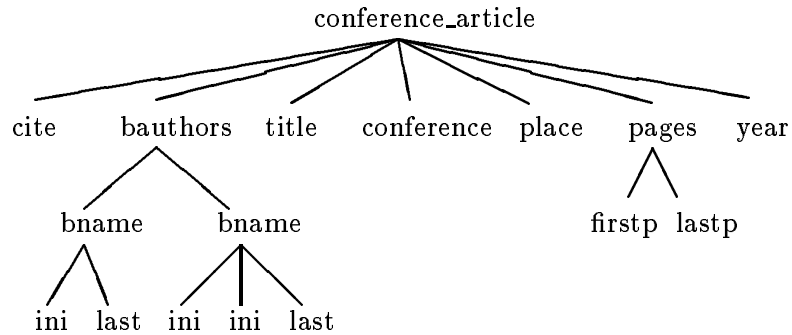 conference_article
cite bauthors title conference place pages year
bname bname firstp lastp
ini last ini ini last